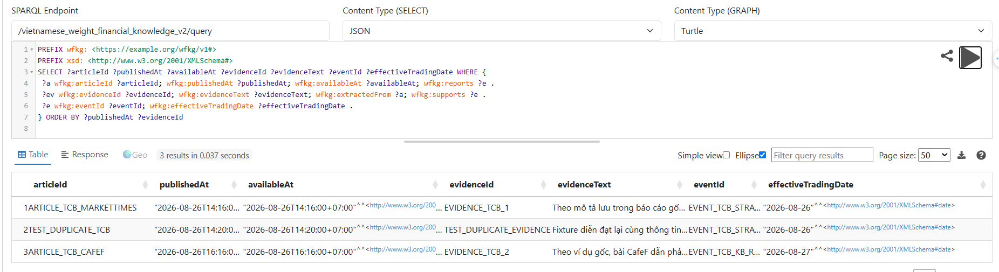 SPARQL Endpoint Content Type (SELECT) Content Type (GRAPH)
/vietnamese_weight_financial_knowledge_v2/query JSON Turtle
1 PREFIX wfkg: <https://example.org/wfkg/v1#>
2 PREFIX xsd: <http://www.w3.org/2001/XMLSchema#>
3 SELECT ?articleId ?publishedAt ?availableAt ?evidenceId ?evidenceText ?eventId ?effectiveTradingDate WHERE {
4 ?a wfkg:articleId ?articleId; wfkg:publishedAt ?publishedAt; wfkg:availableAt ?availableAt; wfkg:reports ?e .
5 ?ev wfkg:evidenceId ?evidenceId; wfkg:evidenceText ?evidenceText; wfkg:extractedFrom ?a; wfkg:supports ?e .
6 ?e wfkg:eventId ?eventId; wfkg:effectiveTradingDate ?effectiveTradingDate .
7 } ORDER BY ?publishedAt ?evidenceId
8
Table Response Geo 3 results in 0.037 seconds Simple view Ellipse Filter query results Page size: 50
articleId publishedAt availableAt evidenceId evidenceText eventId effectiveTradingDate
1 ARTICLE_TCB_MARKETTIMES "2026-08-26T14:16:0... "2026-08-26T14:16:00+07:00"^^<http://www.w3.org/200... EVIDENCE_TCB_1 Theo mô tả lưu trong báo cáo gố... EVENT_TCB_STRA... "2026-08-26"^^<http://www.w3.org/2001/XMLSchema#date>
2 TEST_DUPLICATE_TCB "2026-08-26T14:20:0... "2026-08-26T14:20:00+07:00"^^<http://www.w3.org/200... TEST_DUPLICATE_EVIDENCE Fixture diễn đạt lại cùng thông tin... EVENT_TCB_STRA... "2026-08-26"^^<http://www.w3.org/2001/XMLSchema#date>
3 ARTICLE_TCB_CAFEF "2026-08-26T16:16:0... "2026-08-26T16:16:00+07:00"^^<http://www.w3.org/200... EVIDENCE_TCB_2 Theo ví dụ gốc, bài CafeF dẫn phả... EVENT_TCB_KB_R... "2026-08-27"^^<http://www.w3.org/2001/XMLSchema#date>